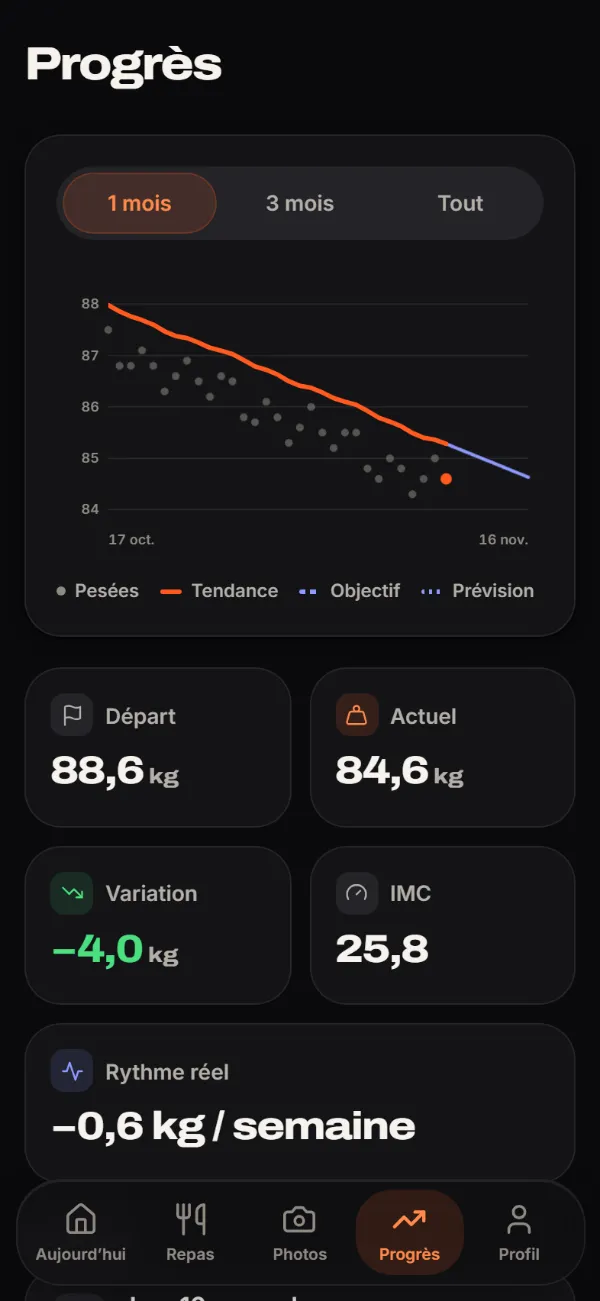 Progrès
1 mois 3 mois Tout
88
87
86
85
84
17 oct. 16 nov.
Pesées Tendance Objectif Prévision
Départ
88,6 kg
Actuel
84,6 kg
Variation
−4,0 kg
IMC
25,8
Rythme réel
−0,6 kg / semaine
Aujourd’hui Repas Photos Progrès Profil